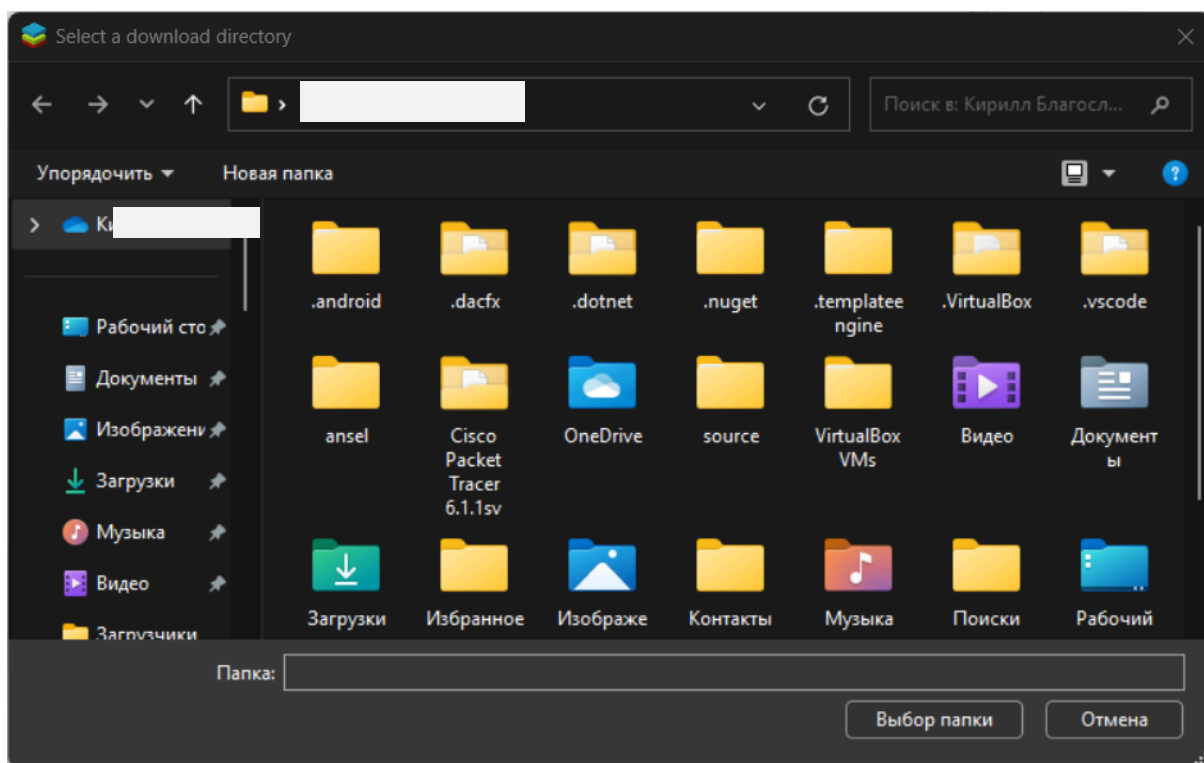 Select a download directory
Поиск в: Кирилл Благосл...
Упорядочить
Новая папка
Ки
Рабочий сто
Документы
Изображени
Загрузки
Музыка
Видео
Загрузчики
.android
.dacfx
.dotnet
.nuget
.templatee
ngine
.VirtualBox
.vscode
ansel
Cisco
Packet
Tracer
6.1.1sv
OneDrive
source
VirtualBox
VMs
Видео
Документ
ы
Загрузки
Избранное
Изображе
Контакты
Музыка
Поиски
Рабочий
Папка:
Выбор папки
Отмена